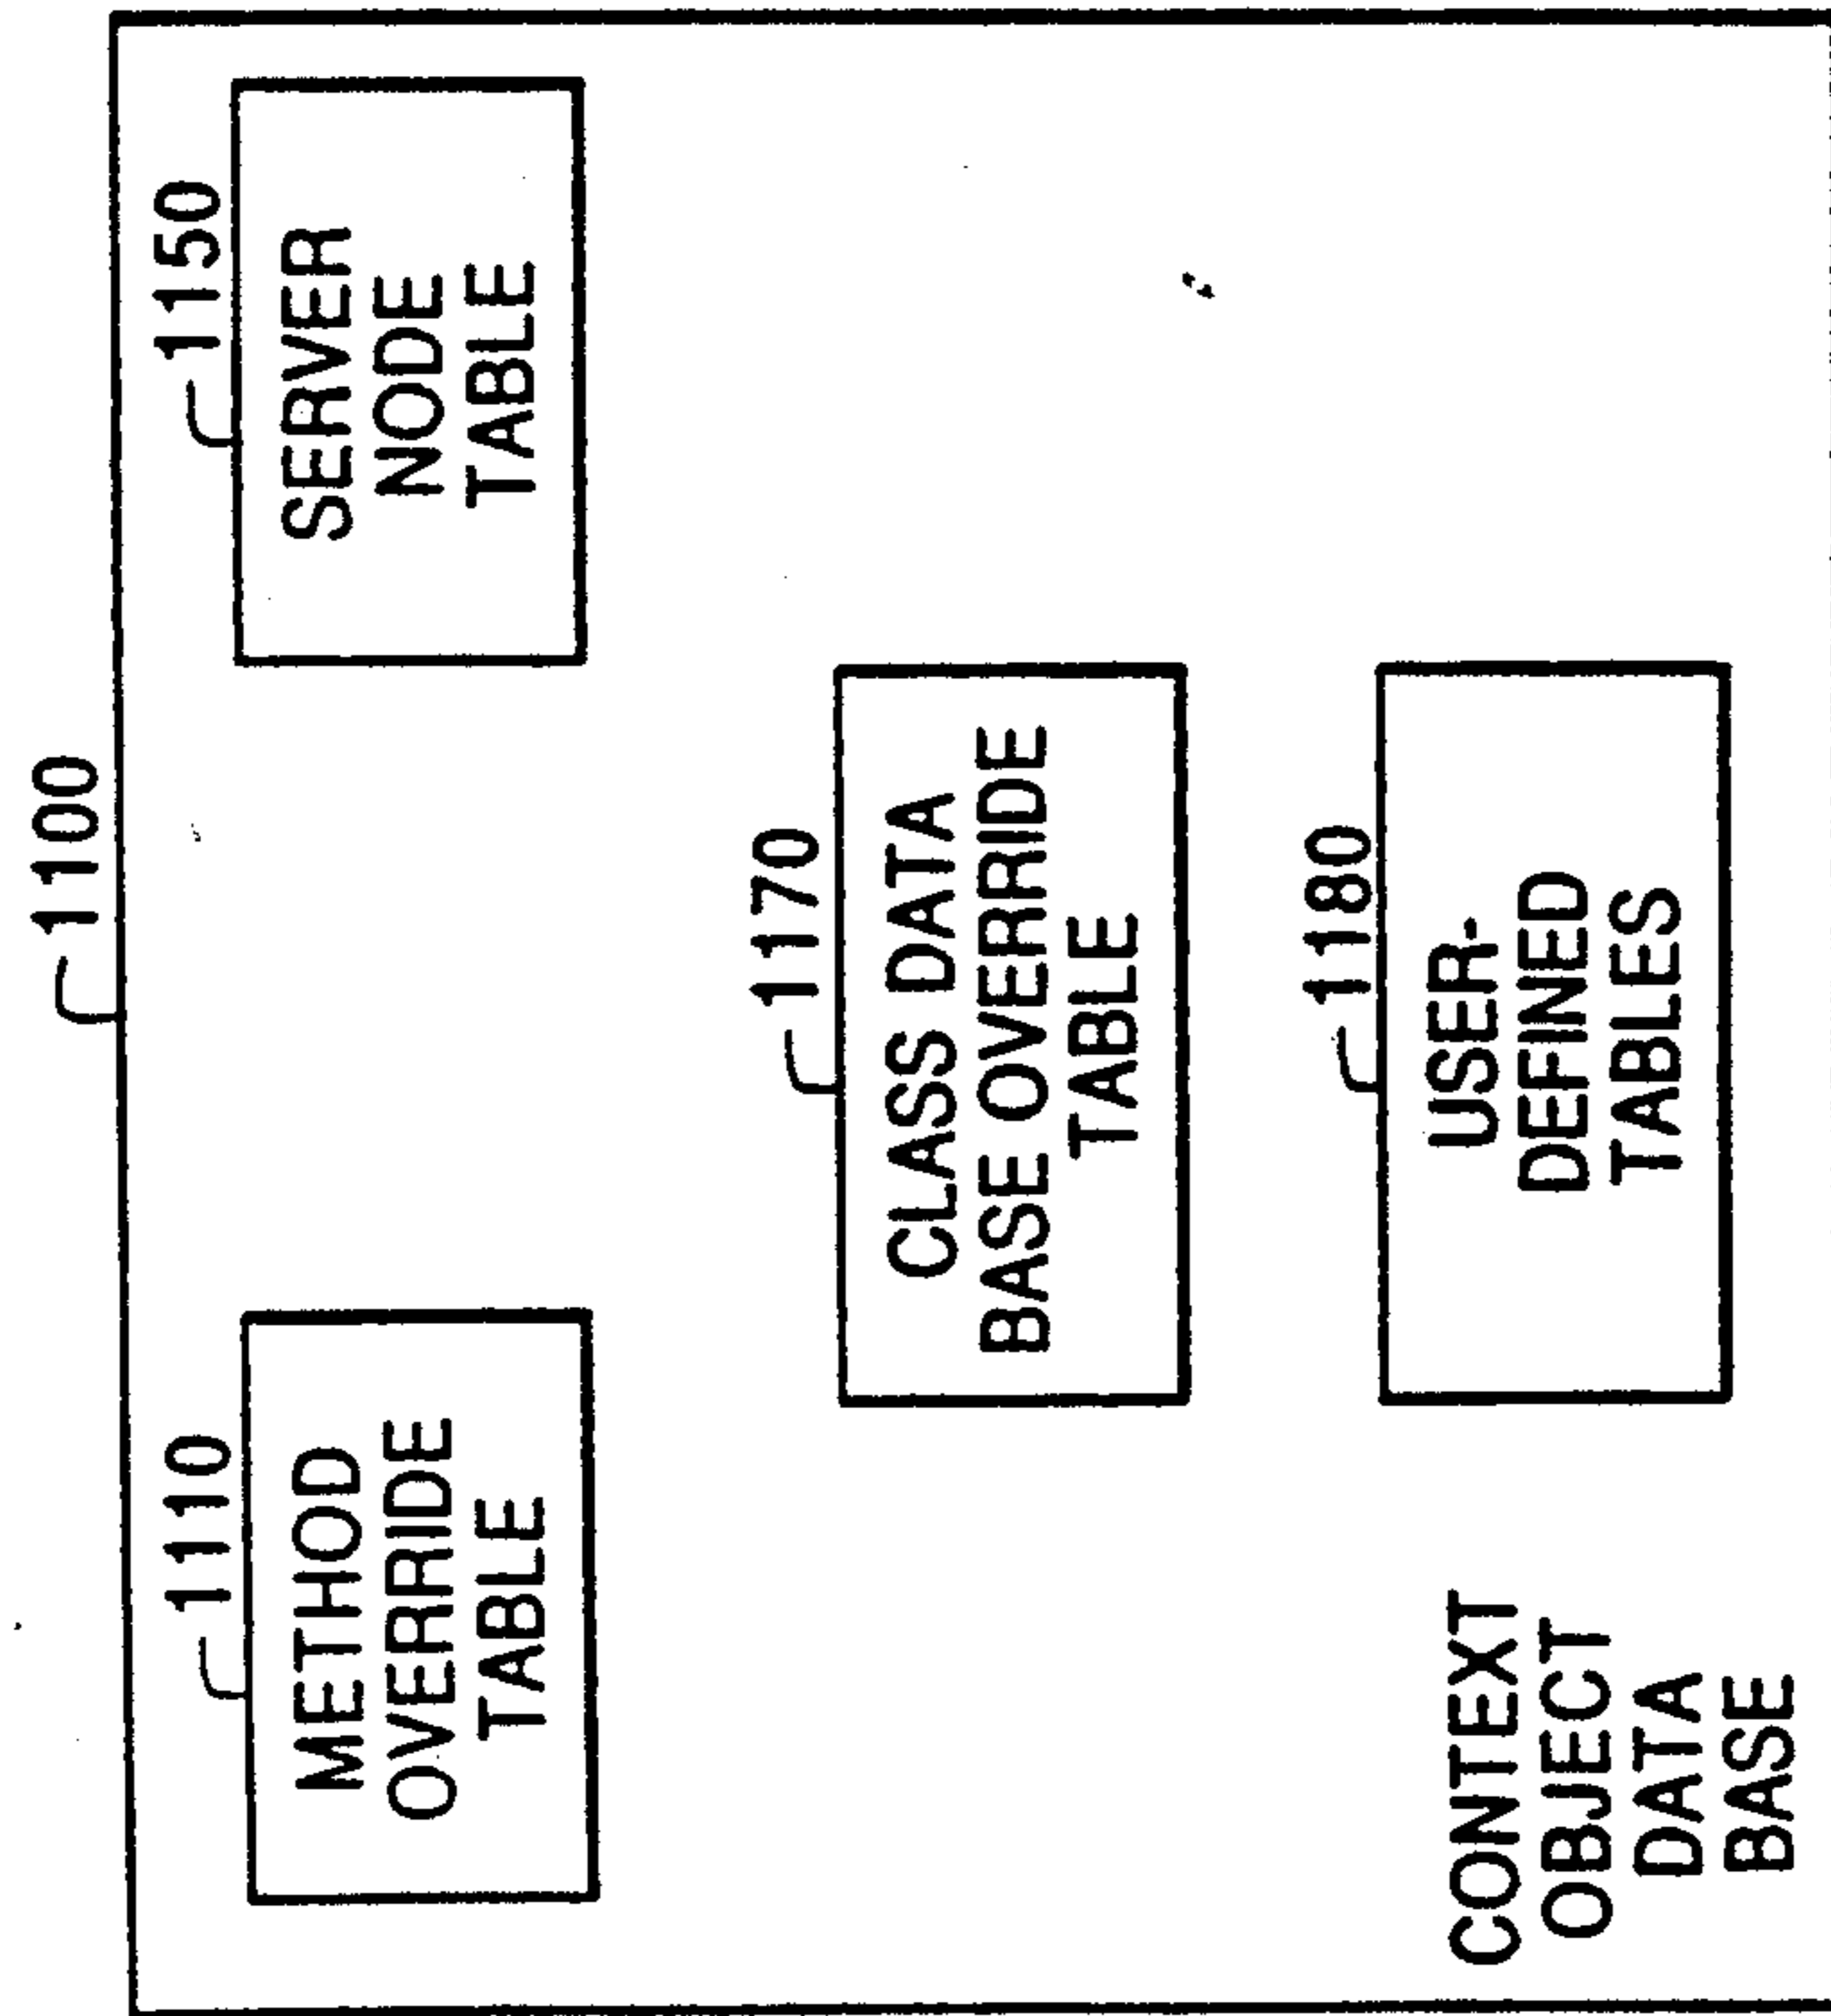 1100
1110
METHOD
OVERRIDE
TABLE
1150
SERVER
NODE
TABLE
1170
CLASS DATA
BASE OVERRIDE
TABLE
1180
USER-
DEFINED
TABLES
CONTEXT
OBJECT
DATA
BASE